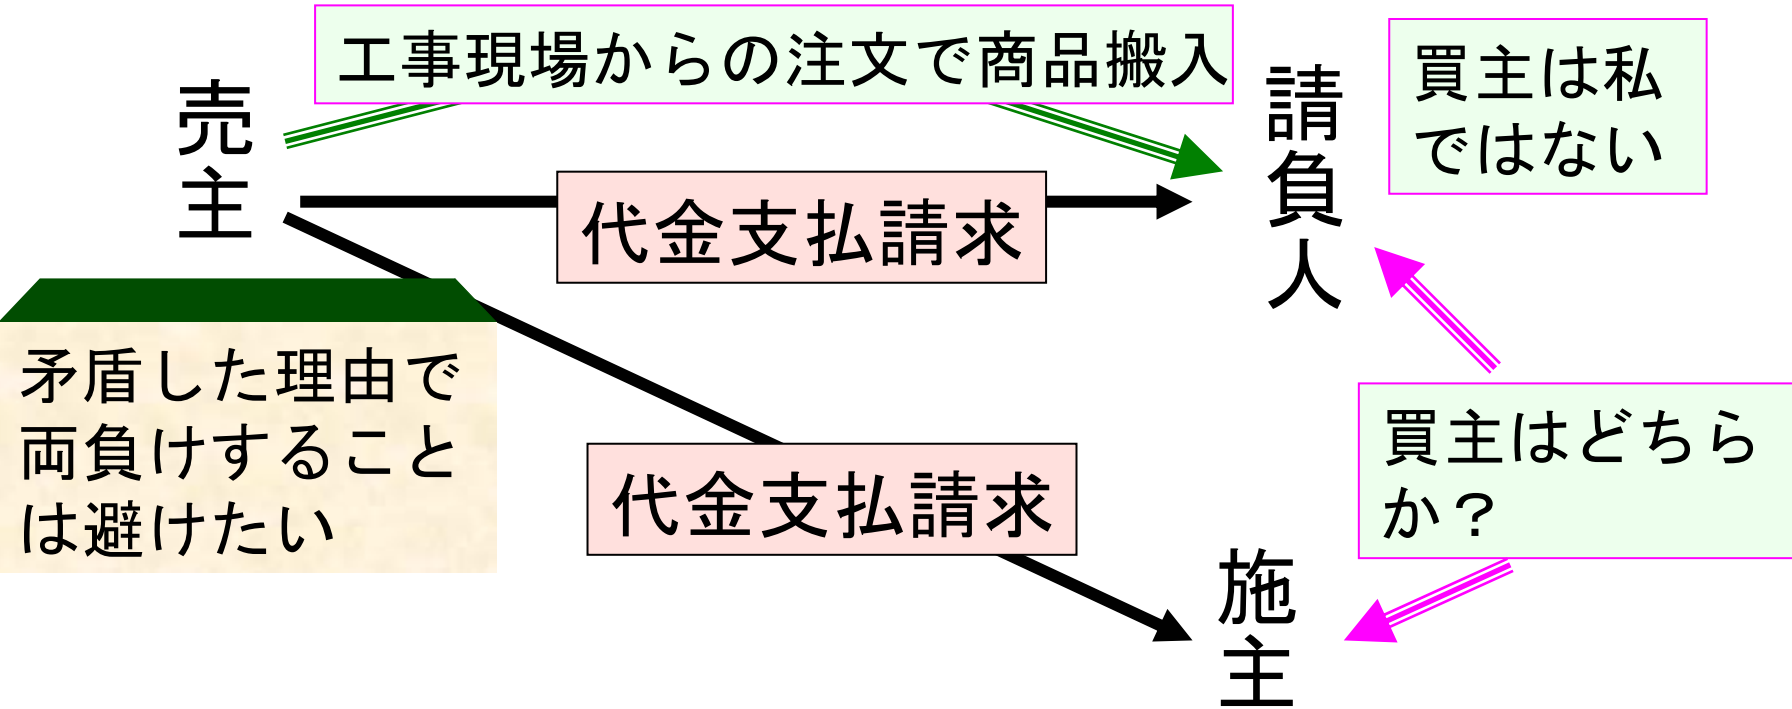 工事現場からの注文で商品搬入
売主
請負人
買主は私
ではない
代金支払請求
矛盾した理由で
両負けすること
は避けたい
買主はどちら
か？
代金支払請求
施主